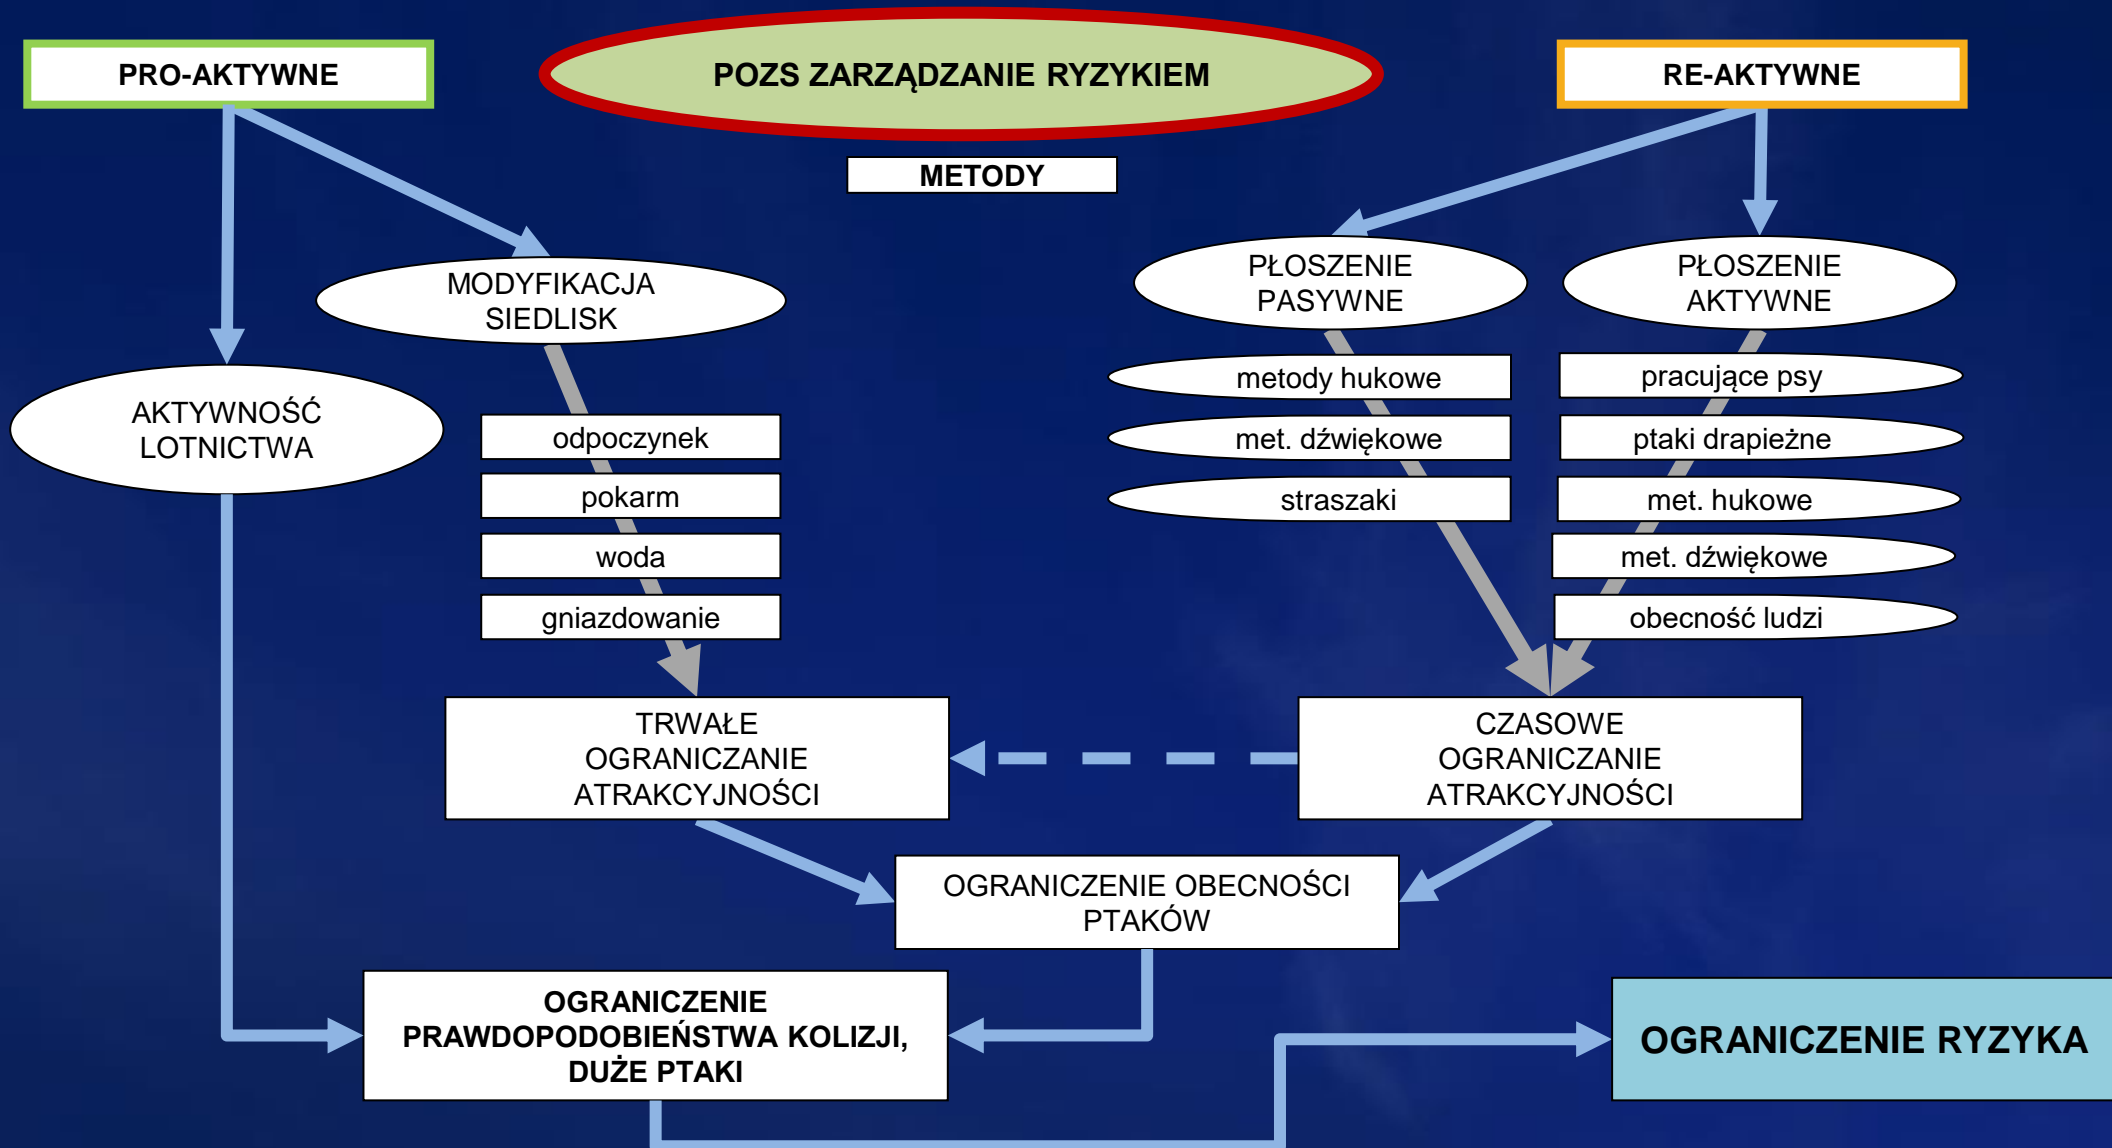 PRO-AKTYWNE
POZS ZARZĄDZANIE RYZYKIEM
RE-AKTYWNE
METODY
MODYFIKACJA
SIEDLISK
PŁOSZENIE
PASYWNE
PŁOSZENIE
AKTYWNE
AKTYWNOŚĆ
LOTNICTWA
odpoczynek
pokarm
woda
gniazdowanie
metody hukowe
met. dźwiękowe
straszaki
pracujące psy
ptaki drapieżne
met. hukowe
met. dźwiękowe
obecność ludzi
TRWAŁE
OGRANICZANIE
ATRAKCYJNOŚCI
CZASOWE
OGRANICZANIE
ATRAKCYJNOŚCI
OGRANICZENIE OBECNOŚCI
PTAKÓW
OGRANICZENIE
PRAWDOPODOBIEŃSTWA KOLIZJI,
DUŻE PTAKI
OGRANICZENIE RYZYKA